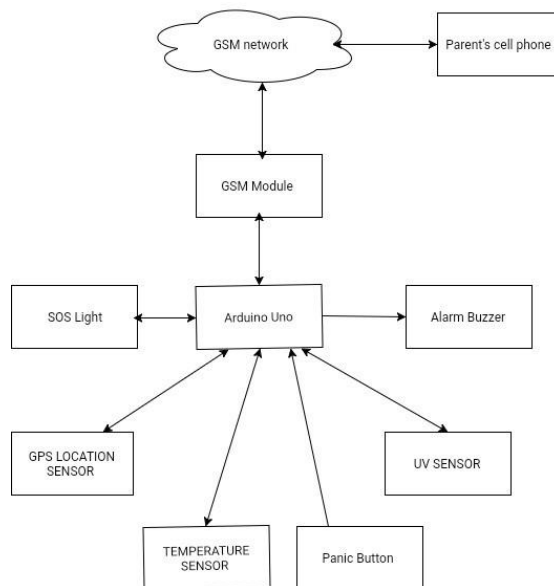 GSM network
Parent's cell phone
GSM Module
SOS Light
Arduino Uno
Alarm Buzzer
GPS LOCATION
SENSOR
UV SENSOR
TEMPERATURE
SENSOR
Panic Button